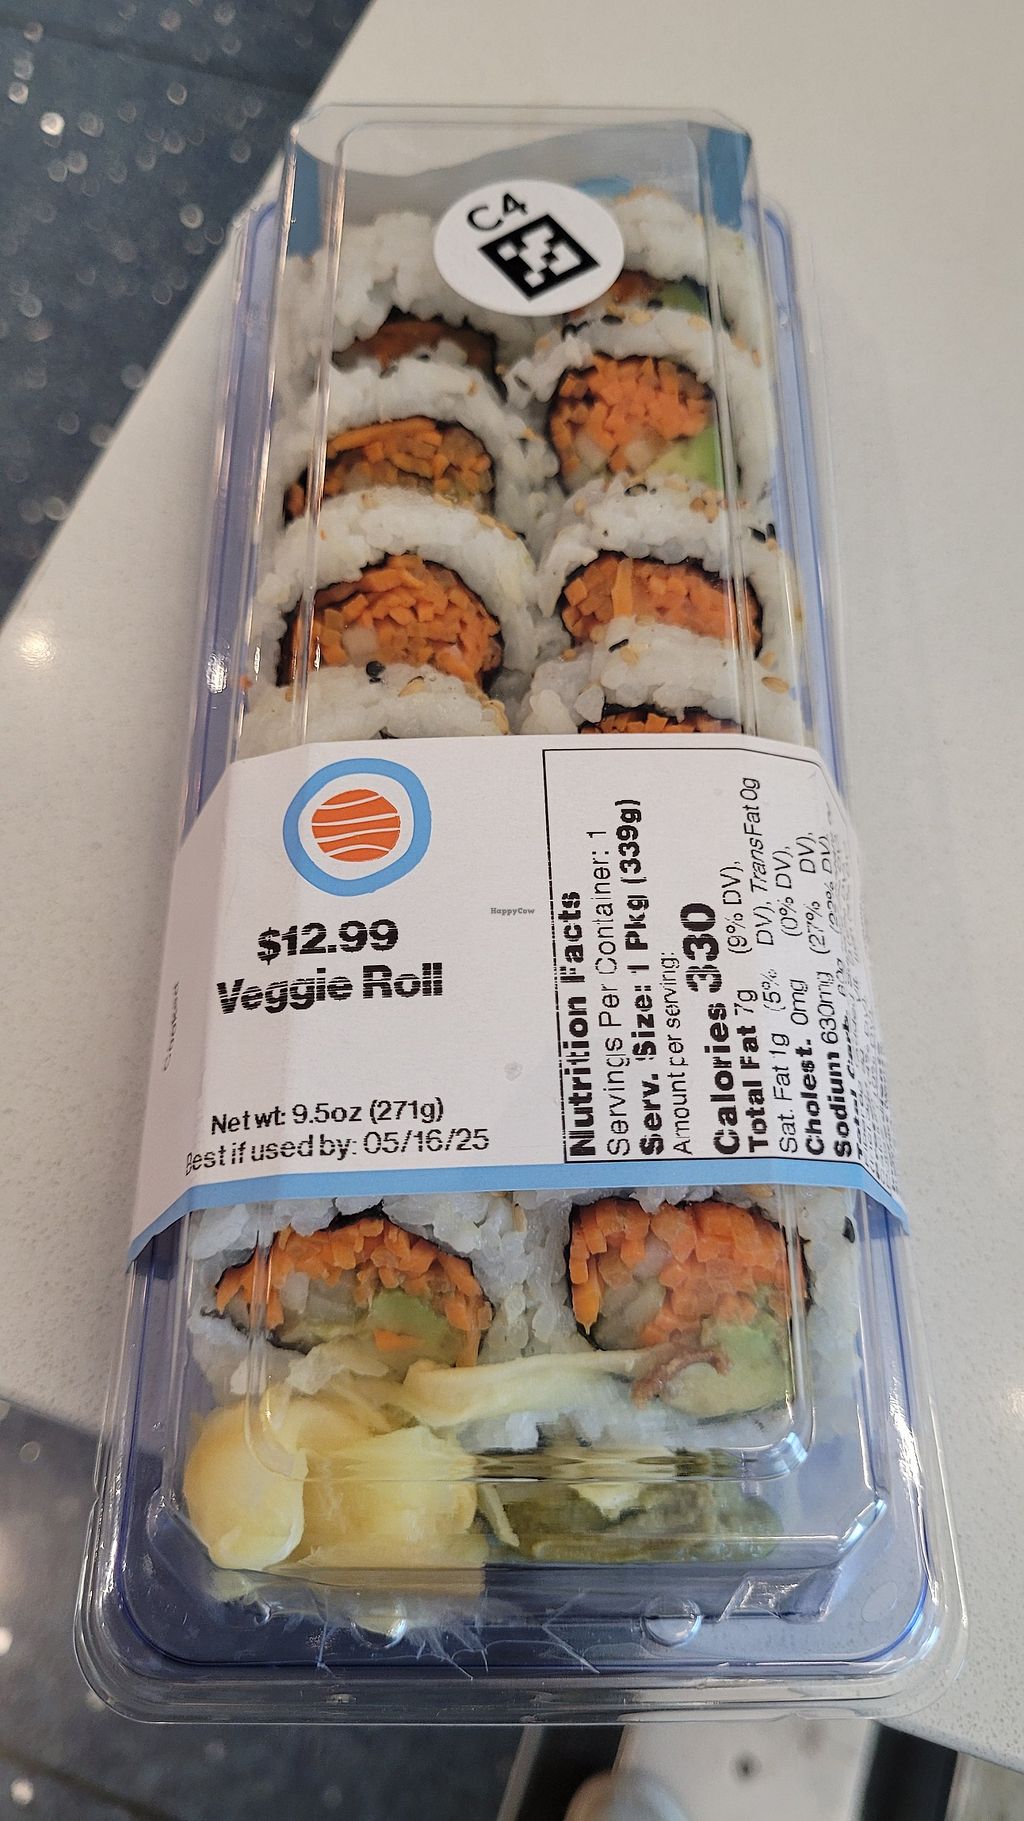 C4
$12.99
Veggie Roll
Net wt: 9.5oz (271g)
Best if used by: 05/16/25
HappyCow
Nutrition Facts
Servings Per Container: 1
Serv. Size: 1 Pkg (339g)
Amount per serving:
Calories 330
Total Fat 7g (9% DV),
Sat. Fat 1g (5% DV), Trans Fat 0g
Cholest. 0mg (0% DV),
Sodium 630mg (27% DV),
Total Carb.